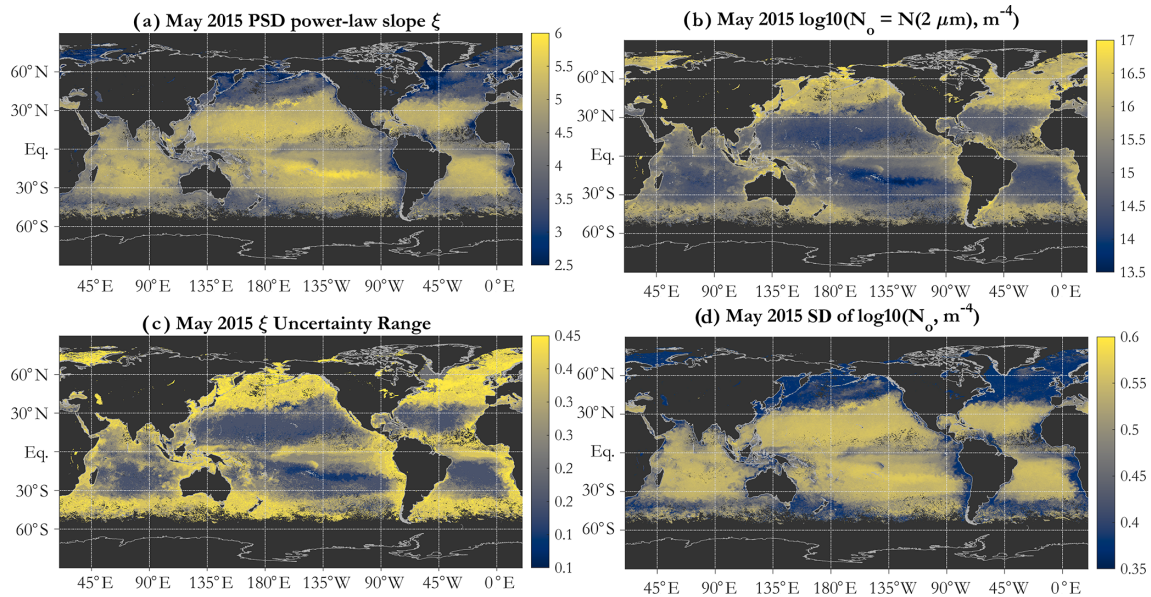 (a) May 2015 PSD power-law slope ξ
60°N
30°N
Eq.
30°S
60°S
45°E 90°E 135°E 180°E 135°W 90°W 45°W 0°E
6
5.5
5
4.5
4
3.5
3
2.5
(b) May 2015 log10(No = N(2 μm), m-4)
60°N
30°N
Eq.
30°S
60°S
45°E 90°E 135°E 180°E 135°W 90°W 45°W 0°E
17
16.5
16
15.5
15
14.5
14
13.5
(c) May 2015 ξ Uncertainty Range
60°N
30°N
Eq.
30°S
60°S
45°E 90°E 135°E 180°E 135°W 90°W 45°W 0°E
0.45
0.4
0.3
0.3
0.2
0.2
0.1
0.1
(d) May 2015 SD of log10(No, m-4)
60°N
30°N
Eq.
30°S
60°S
45°E 90°E 135°E 180°E 135°W 90°W 45°W 0°E
0.6
0.55
0.5
0.45
0.4
0.35